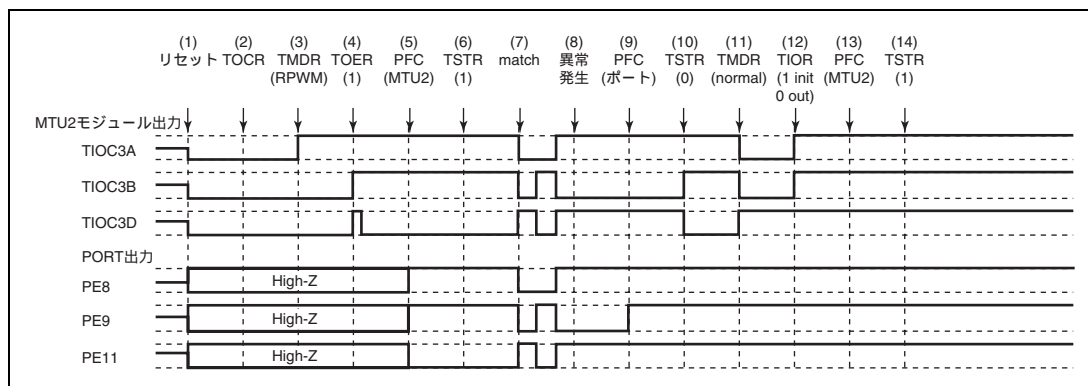 (1) (2) (3) (4) (5) (6) (7) (8) (9) (10) (11) (12) (13) (14)
リセット TOCR TMDR TOER PFC TSTR match 異常 PFC TSTR TMDR TIOR PFC TSTR
(RPWM) (1) (MTU2) (1) 発生 (ポート) (0) (normal) (1 init (MTU2) (1)
0 out)
MTU2モジュール出力
TIOC3A
TIOC3B
TIOC3D
PORT出力
PE8 High-Z
PE9 High-Z
PE11 High-Z